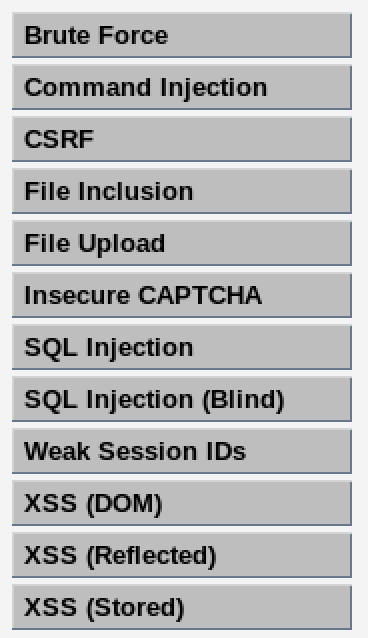 Brute Force
Command Injection
CSRF
File Inclusion
File Upload
Insecure CAPTCHA
SQL Injection
SQL Injection (Blind)
Weak Session IDs
XSS (DOM)
XSS (Reflected)
XSS (Stored)